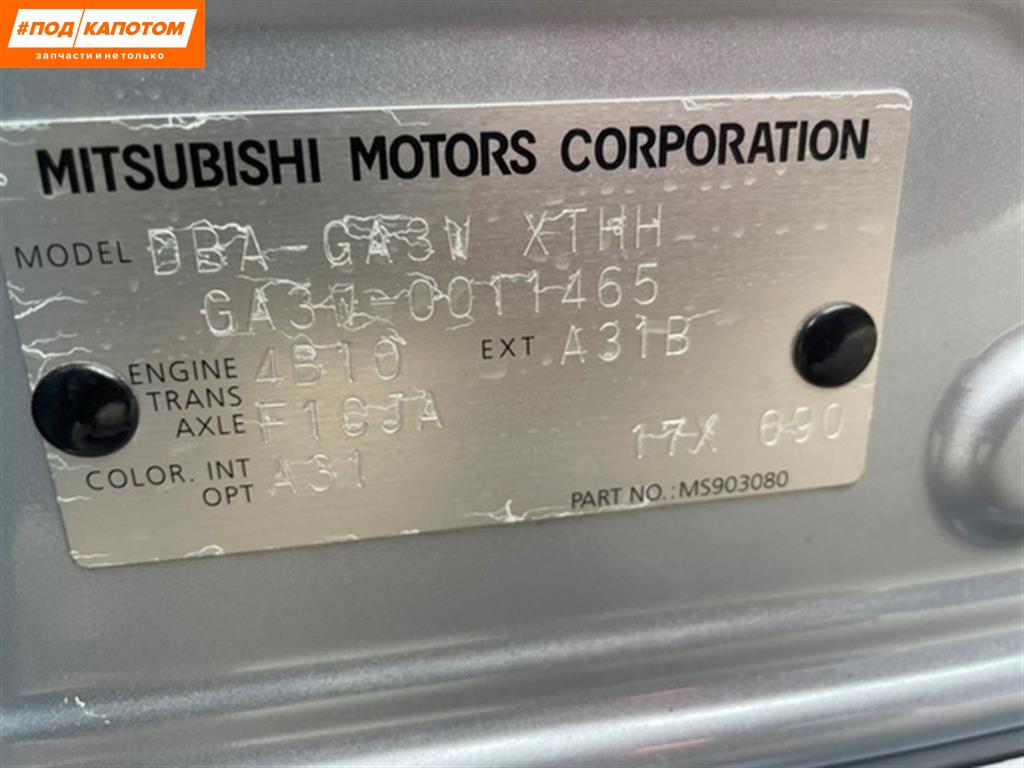 #ПОД КАПОТОМ
запчасти и не только
MITSUBISHI MOTORS CORPORATION
MODEL DBA-GA3W XTHH
GA3W-0011465
ENGINE 4B10 EXT A31B
TRANS
AXLE F1CJA 17X 690
COLOR. INT A31
OPT
PART NO.: MS903080